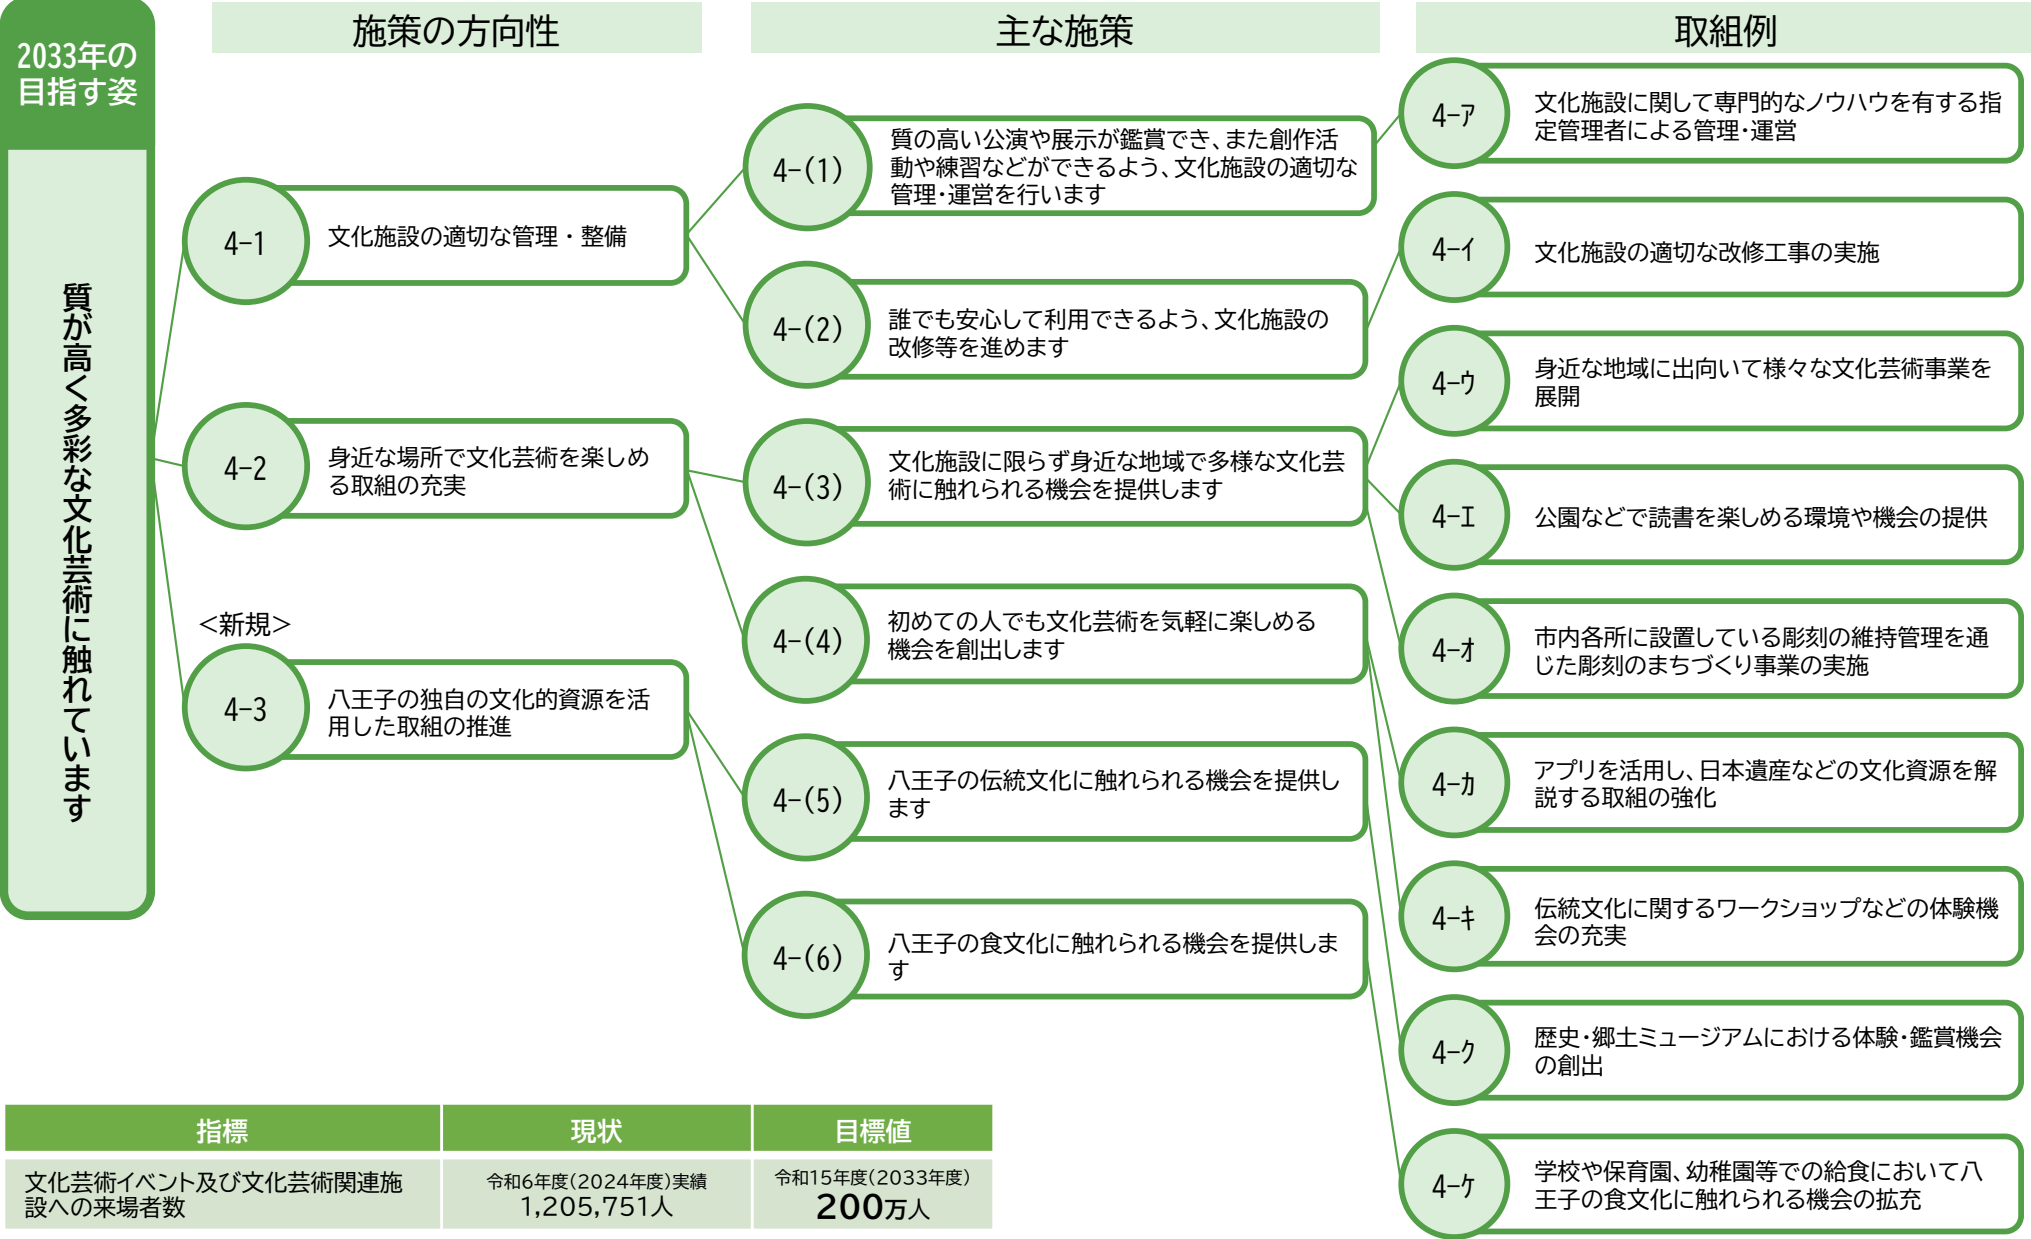 2033年の
目指す姿
質が高く多彩な文化芸術に触れています
施策の方向性
4-1
文化施設の適切な管理・整備
4-2
身近な場所で文化芸術を楽しめ
る取組の充実
<新規>
4-3
八王子の独自の文化的資源を活
用した取組の推進
主な施策
4-(1)
質の高い公演や展示が鑑賞でき、また創作活
動や練習などができるよう、文化施設の適切な
管理・運営を行います
4-(2)
誰でも安心して利用できるよう、文化施設の
改修等を進めます
4-(3)
文化施設に限らず身近な地域で多様な文化芸
術に触れられる機会を提供します
4-(4)
初めての人でも文化芸術を気軽に楽しめる
機会を創出します
4-(5)
八王子の伝統文化に触れられる機会を提供し
ます
4-(6)
八王子の食文化に触れられる機会を提供しま
す
取組例
4-ｱ
文化施設に関して専門的なノウハウを有する指
定管理者による管理・運営
4-ｲ
文化施設の適切な改修工事の実施
4-ｳ
身近な地域に出向いて様々な文化芸術事業を
展開
4-ｴ
公園などで読書を楽しめる環境や機会の提供
4-ｵ
市内各所に設置している彫刻の維持管理を通
じた彫刻のまちづくり事業の実施
4-ｶ
アプリを活用し、日本遺産などの文化資源を解
説する取組の強化
4-ｷ
伝統文化に関するワークショップなどの体験機
会の充実
4-ｸ
歴史・郷土ミュージアムにおける体験・鑑賞機会
の創出
4-ｹ
学校や保育園、幼稚園等での給食において八
王子の食文化に触れられる機会の拡充
指標
現状
目標値
文化芸術イベント及び文化芸術関連施
設への来場者数
令和6年度(2024年度)実績
1,205,751人
令和15年度(2033年度)
200万人